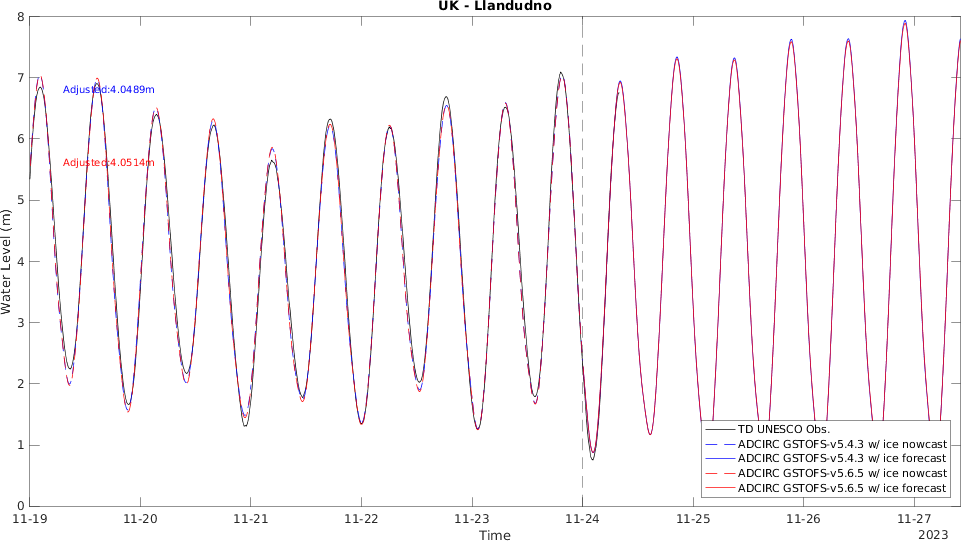 UK - Llandudno
8
7
6
5
4
3
2
1
0
Water Level (m)
Adjusted:4.0489m
Adjusted:4.0514m
TD UNESCO Obs.
ADCIRC GSTOFS-v5.4.3 w/ ice nowcast
ADCIRC GSTOFS-v5.4.3 w/ ice forecast
ADCIRC GSTOFS-v5.6.5 w/ ice nowcast
ADCIRC GSTOFS-v5.6.5 w/ ice forecast
11-19 11-20 11-21 11-22 11-23 11-24 11-25 11-26 11-27
Time
2023